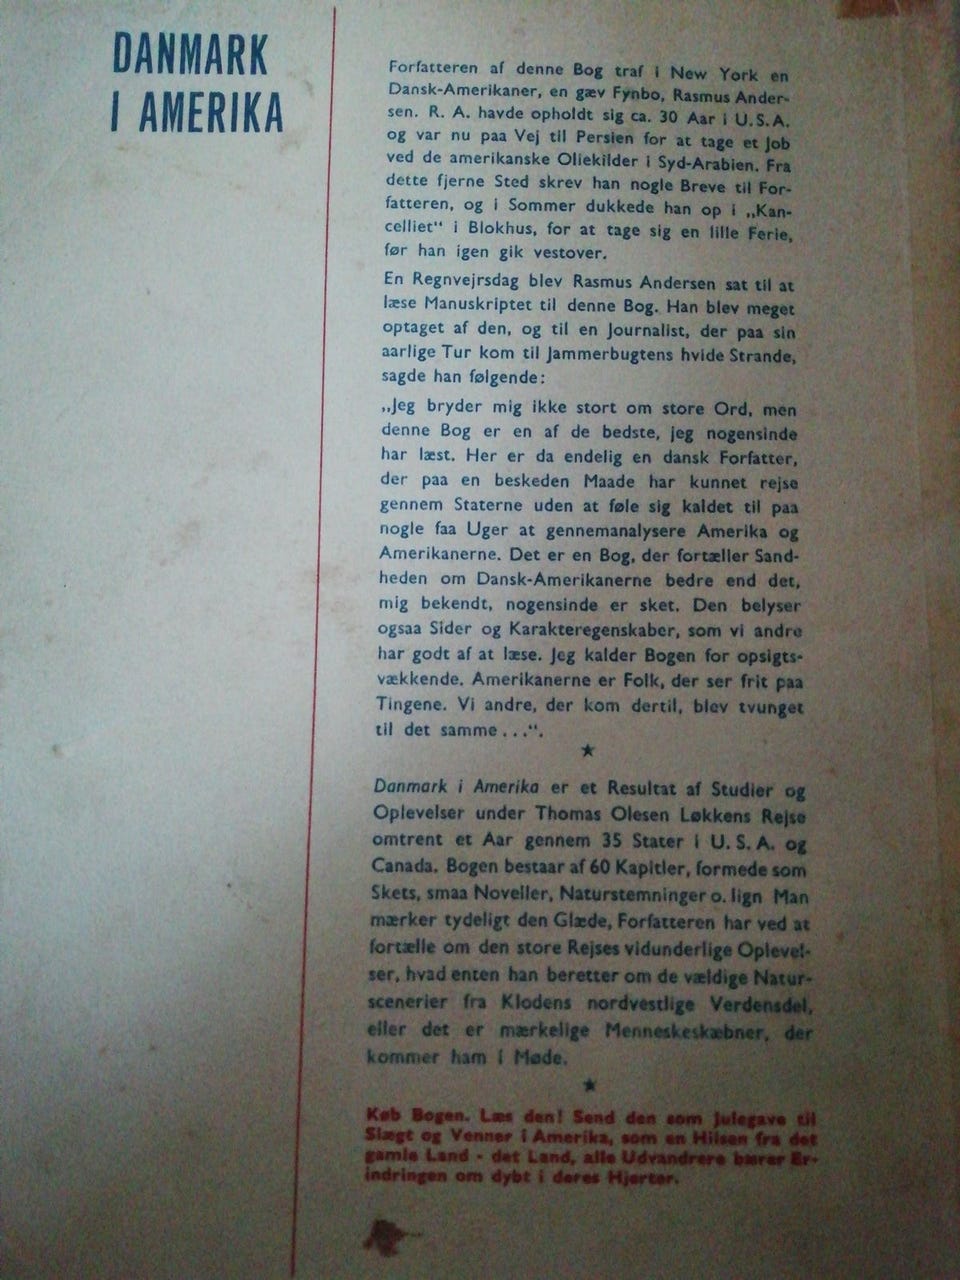 DANMARK
I AMERIKA
Forfatteren af denne Bog traf i New York en
Dansk-Amerikaner, en gæv Fynbo, Rasmus Ander-
sen. R. A. havde opholdt sig ca. 30 Aar i U.S.A.
og var nu paa Vej til Persien for at tage et Job
ved de amerikanske Oliekilder i Syd-Arabien. Fra
dette fjerne Sted skrev han nogle Breve til For-
fatteren, og i Sommer dukkede han op i „Kan-
celliet“ i Blokhus, for at tage sig en lille Ferie,
før han igen gik vestover.
En Regnvejrsdag blev Rasmus Andersen sat til at
læse Manuskriptet til denne Bog. Han blev meget
optaget af den, og til en Journalist, der paa sin
aarlige Tur kom til Jammerbugtens hvide Strande,
sagde han følgende:
„Jeg bryder mig ikke stort om store Ord, men
denne Bog er en af de bedste, jeg nogensinde
har læst. Her er da endelig en dansk Forfatter,
der paa en beskeden Maade har kunnet rejse
gennem Staterne uden at føle sig kaldet til paa
nogle faa Uger at gennemanalysere Amerika og
Amerikanerne. Det er en Bog, der fortæller Sand-
heden om Dansk-Amerikanerne bedre end det,
mig bekendt, nogensinde er sket. Den belyser
ogsaa Sider og Karakteregenskaber, som vi andre
har godt af at læse. Jeg kalder Bogen for opsigts-
vækkende. Amerikanerne er Folk, der ser frit paa
Tingene. Vi andre, der kom dertil, blev tvunget
til det samme...“.
★
Danmark i Amerika er et Resultat af Studier og
Oplevelser under Thomas Olesen Løkkens Rejse
omtrent et Aar gennem 35 Stater i U. S. A. og
Canada. Bogen bestaar af 60 Kapitler, formede som
Skets, smaa Noveller, Naturstemninger o. lign Man
mærker tydeligt den Glæde, Forfatteren har ved at
fortælle om den store Rejses vidunderlige Oplevel-
ser, hvad enten han beretter om de vældige Natur-
scenerier fra Klodens nordvestlige Verdensdel,
eller det er mærkelige Menneskeskæbner, der
kommer ham i Møde.
★
Køb Bogen. Læs den! Send den som Julegave til
Slægt og Venner i Amerika, som en Hilsen fra det
gamle Land - det Land, alle Udvandrere bærer Er-
indringen om dybt i deres Hjerter.